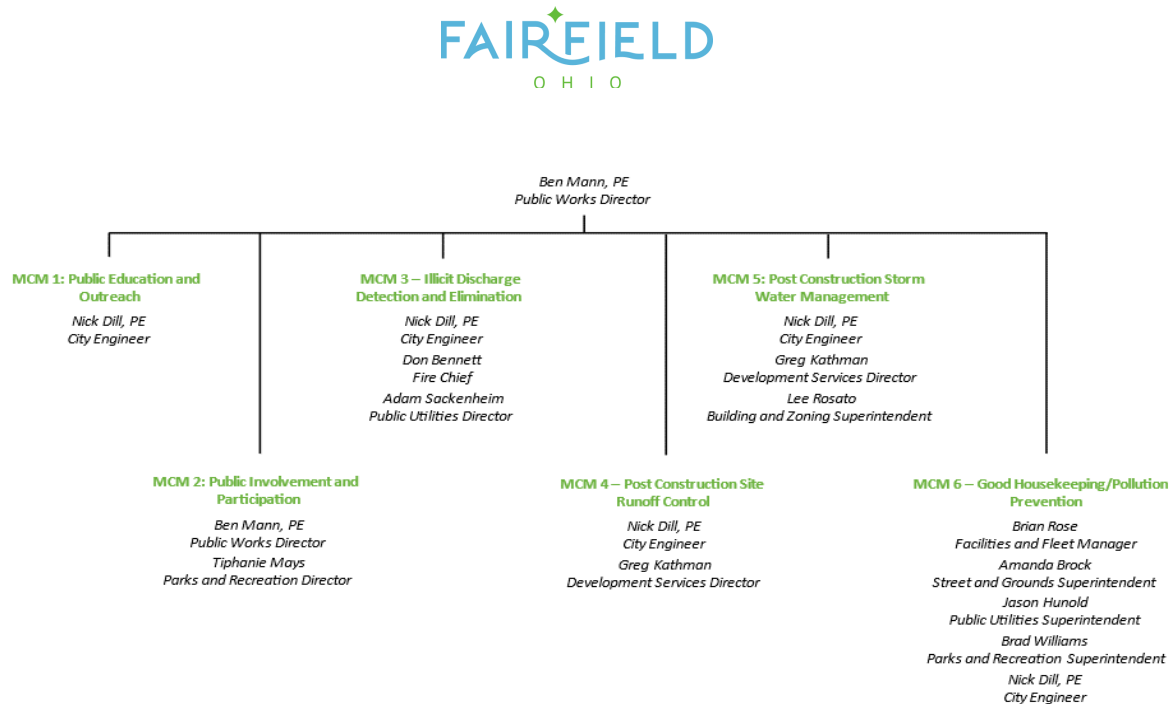 FAIRFIELD
OHIO
Ben Mann, PE
Public Works Director
MCM 1: Public Education and
Outreach
Nick Dill, PE
City Engineer
MCM 3 – Illicit Discharge
Detection and Elimination
Nick Dill, PE
City Engineer
Don Bennett
Fire Chief
Adam Sackenheim
Public Utilities Director
MCM 5: Post Construction Storm
Water Management
Nick Dill, PE
City Engineer
Greg Kathman
Development Services Director
Lee Rosato
Building and Zoning Superintendent
MCM 2: Public Involvement and
Participation
Ben Mann, PE
Public Works Director
Tiphanie Mays
Parks and Recreation Director
MCM 4 – Post Construction Site
Runoff Control
Nick Dill, PE
City Engineer
Greg Kathman
Development Services Director
MCM 6 – Good Housekeeping/Pollution
Prevention
Brian Rose
Facilities and Fleet Manager
Amanda Brock
Street and Grounds Superintendent
Jason Hunold
Public Utilities Superintendent
Brad Williams
Parks and Recreation Superintendent
Nick Dill, PE
City Engineer